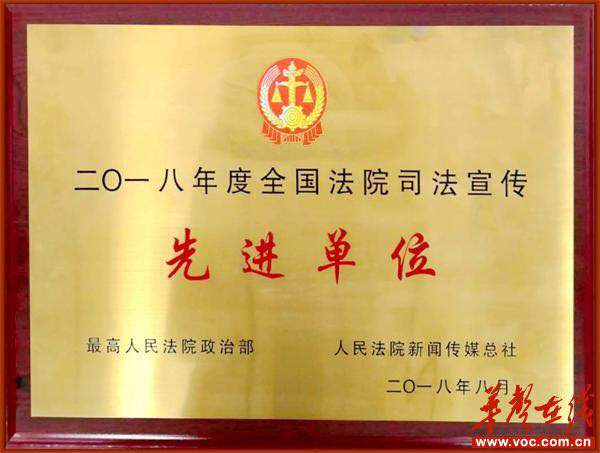 二〇一八年度全国法院司法宣传
先进单位
最高人民法院政治部 人民法院新闻传媒总社
二〇一八年八月
华声在线
www.voc.com.cn